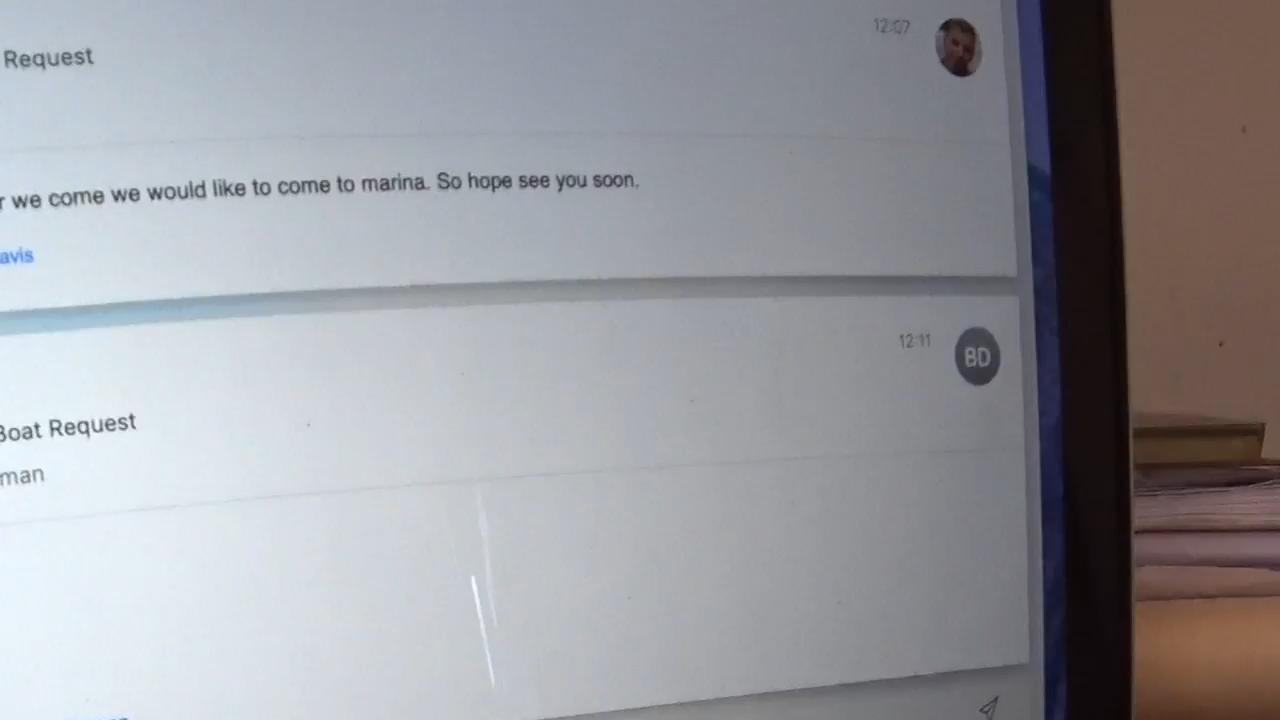 12:07
Request
we come we would like to come to marina. So hope see you soon.
avis
12:11
BD
Boat Request
man